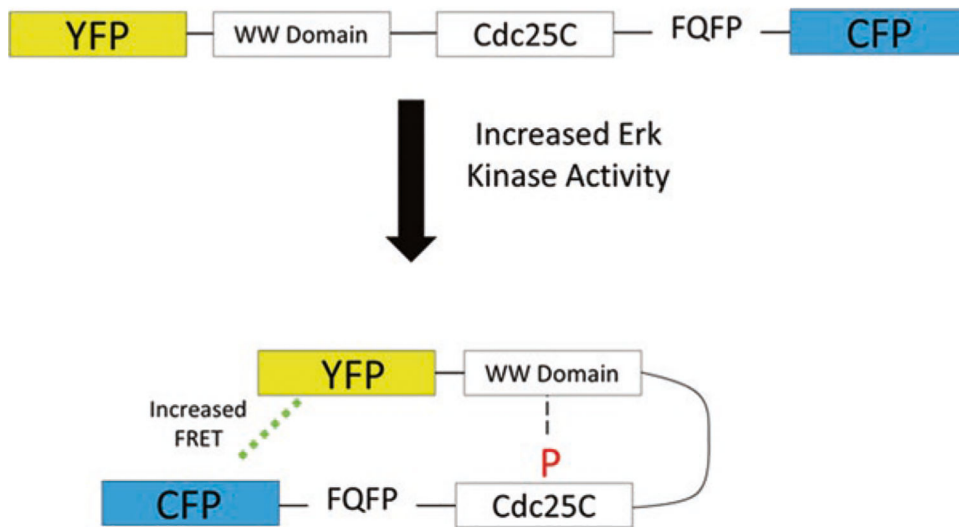 YFP
WW Domain
Cdc25C
FQFP
CFP
Increased Erk
Kinase Activity
YFP
WW Domain
Increased
FRET
P
CFP
FQFP
Cdc25C